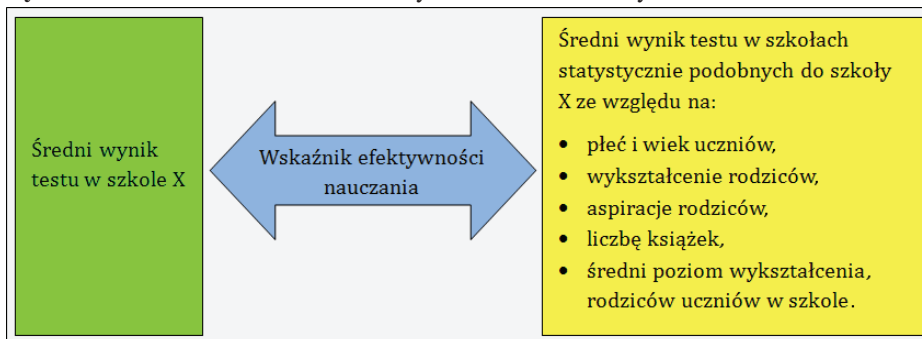 Średni wynik
testu w szkole X
Wskaźnik efektywności
nauczania
Średni wynik testu w szkołach
statystycznie podobnych do szkoły
X ze względu na:
• płeć i wiek uczniów,
• wykształcenie rodziców,
• aspiracje rodziców,
• liczbę książek,
• średni poziom wykształcenia,
rodziców uczniów w szkole.